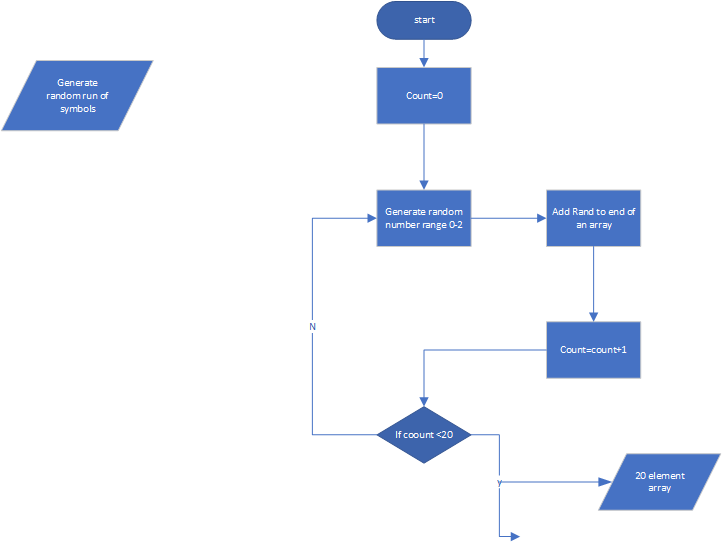 start
Generate
random run of
symbols
Count=0
Generate random
number range 0-2
Add Rand to end of
an array
N
Count=count+1
If coount <20
y
20 element
array